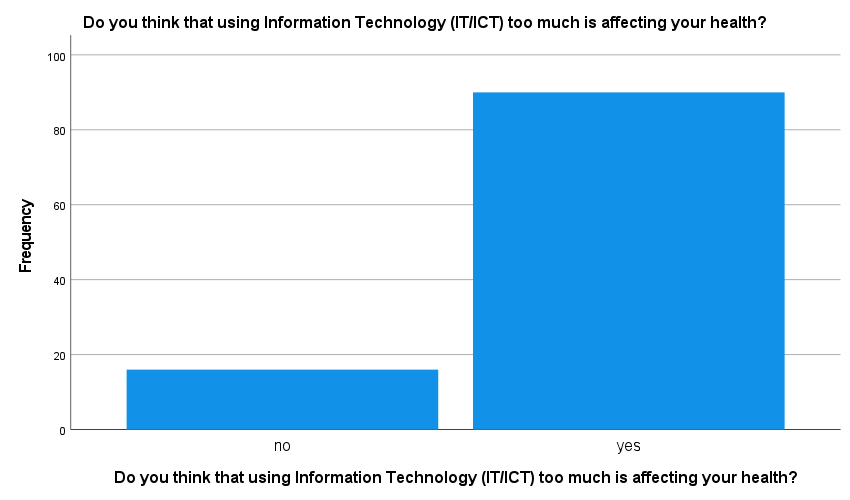 Do you think that using Information Technology (IT/ICT) too much is affecting your health?
100
80
60
40
20
0
Frequency
no yes
Do you think that using Information Technology (IT/ICT) too much is affecting your health?